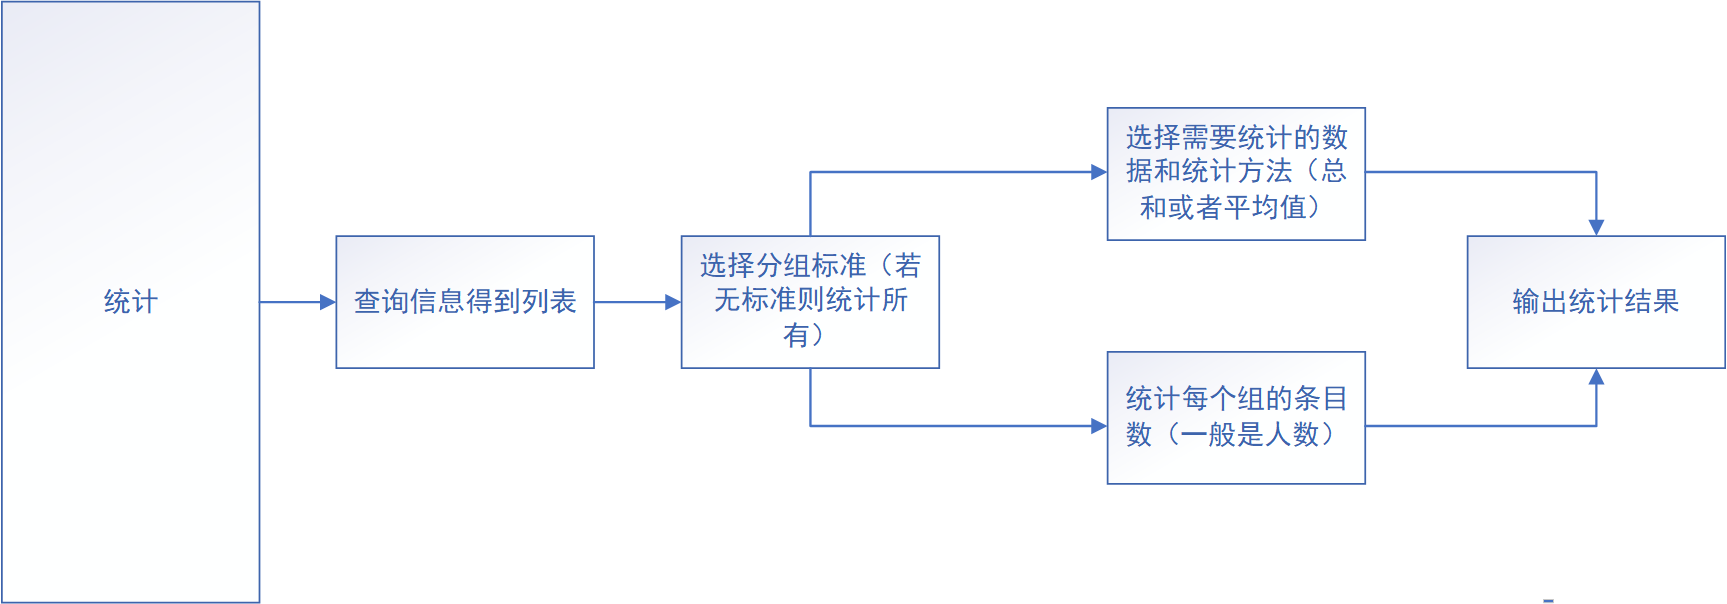 统计
查询信息得到列表
选择分组标准（若
无标准则统计所
有）
选择需要统计的数
据和统计方法（总
和或者平均值）
统计每个组的条目
数（一般是人数）
输出统计结果